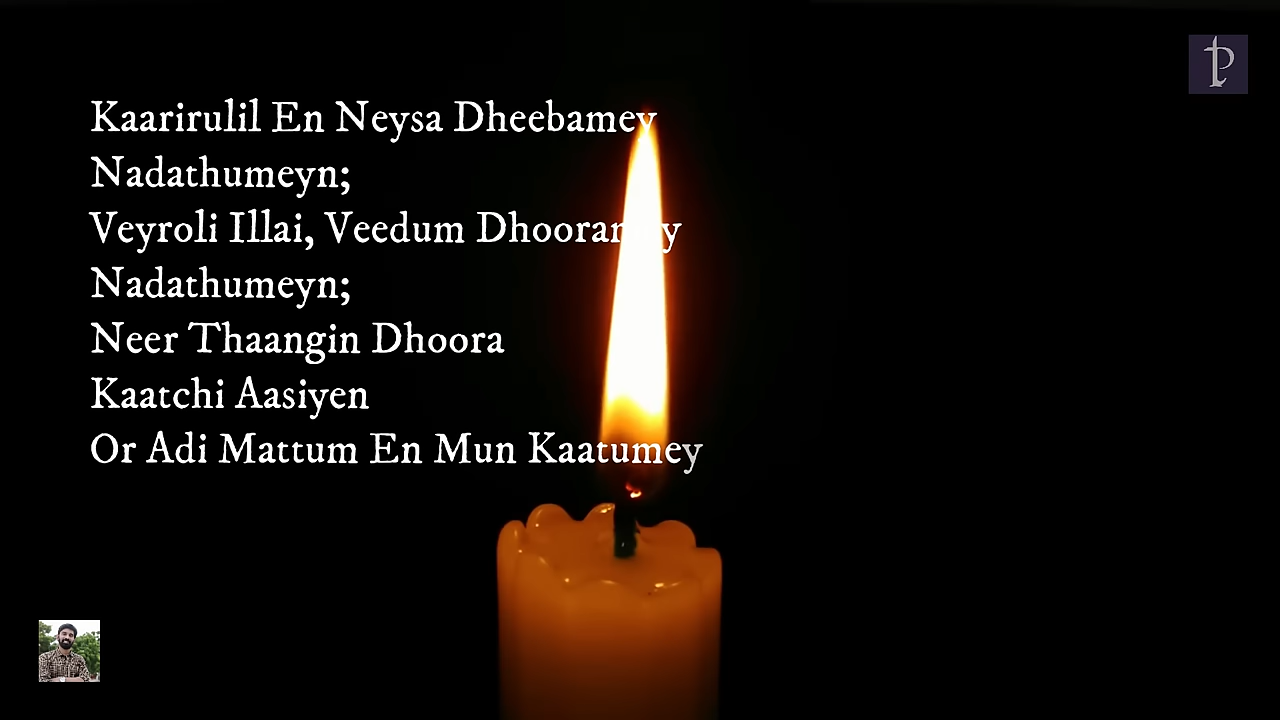 Kaarirulil En Neysa Dheebamey
Nadathumeyn;
Veyroli Illai, Veedum Dhooramey
Nadathumeyn;
Neer Thaangin Dhoora
Kaatchi Aasiyen
Or Adi Mattum En Mun Kaatumey